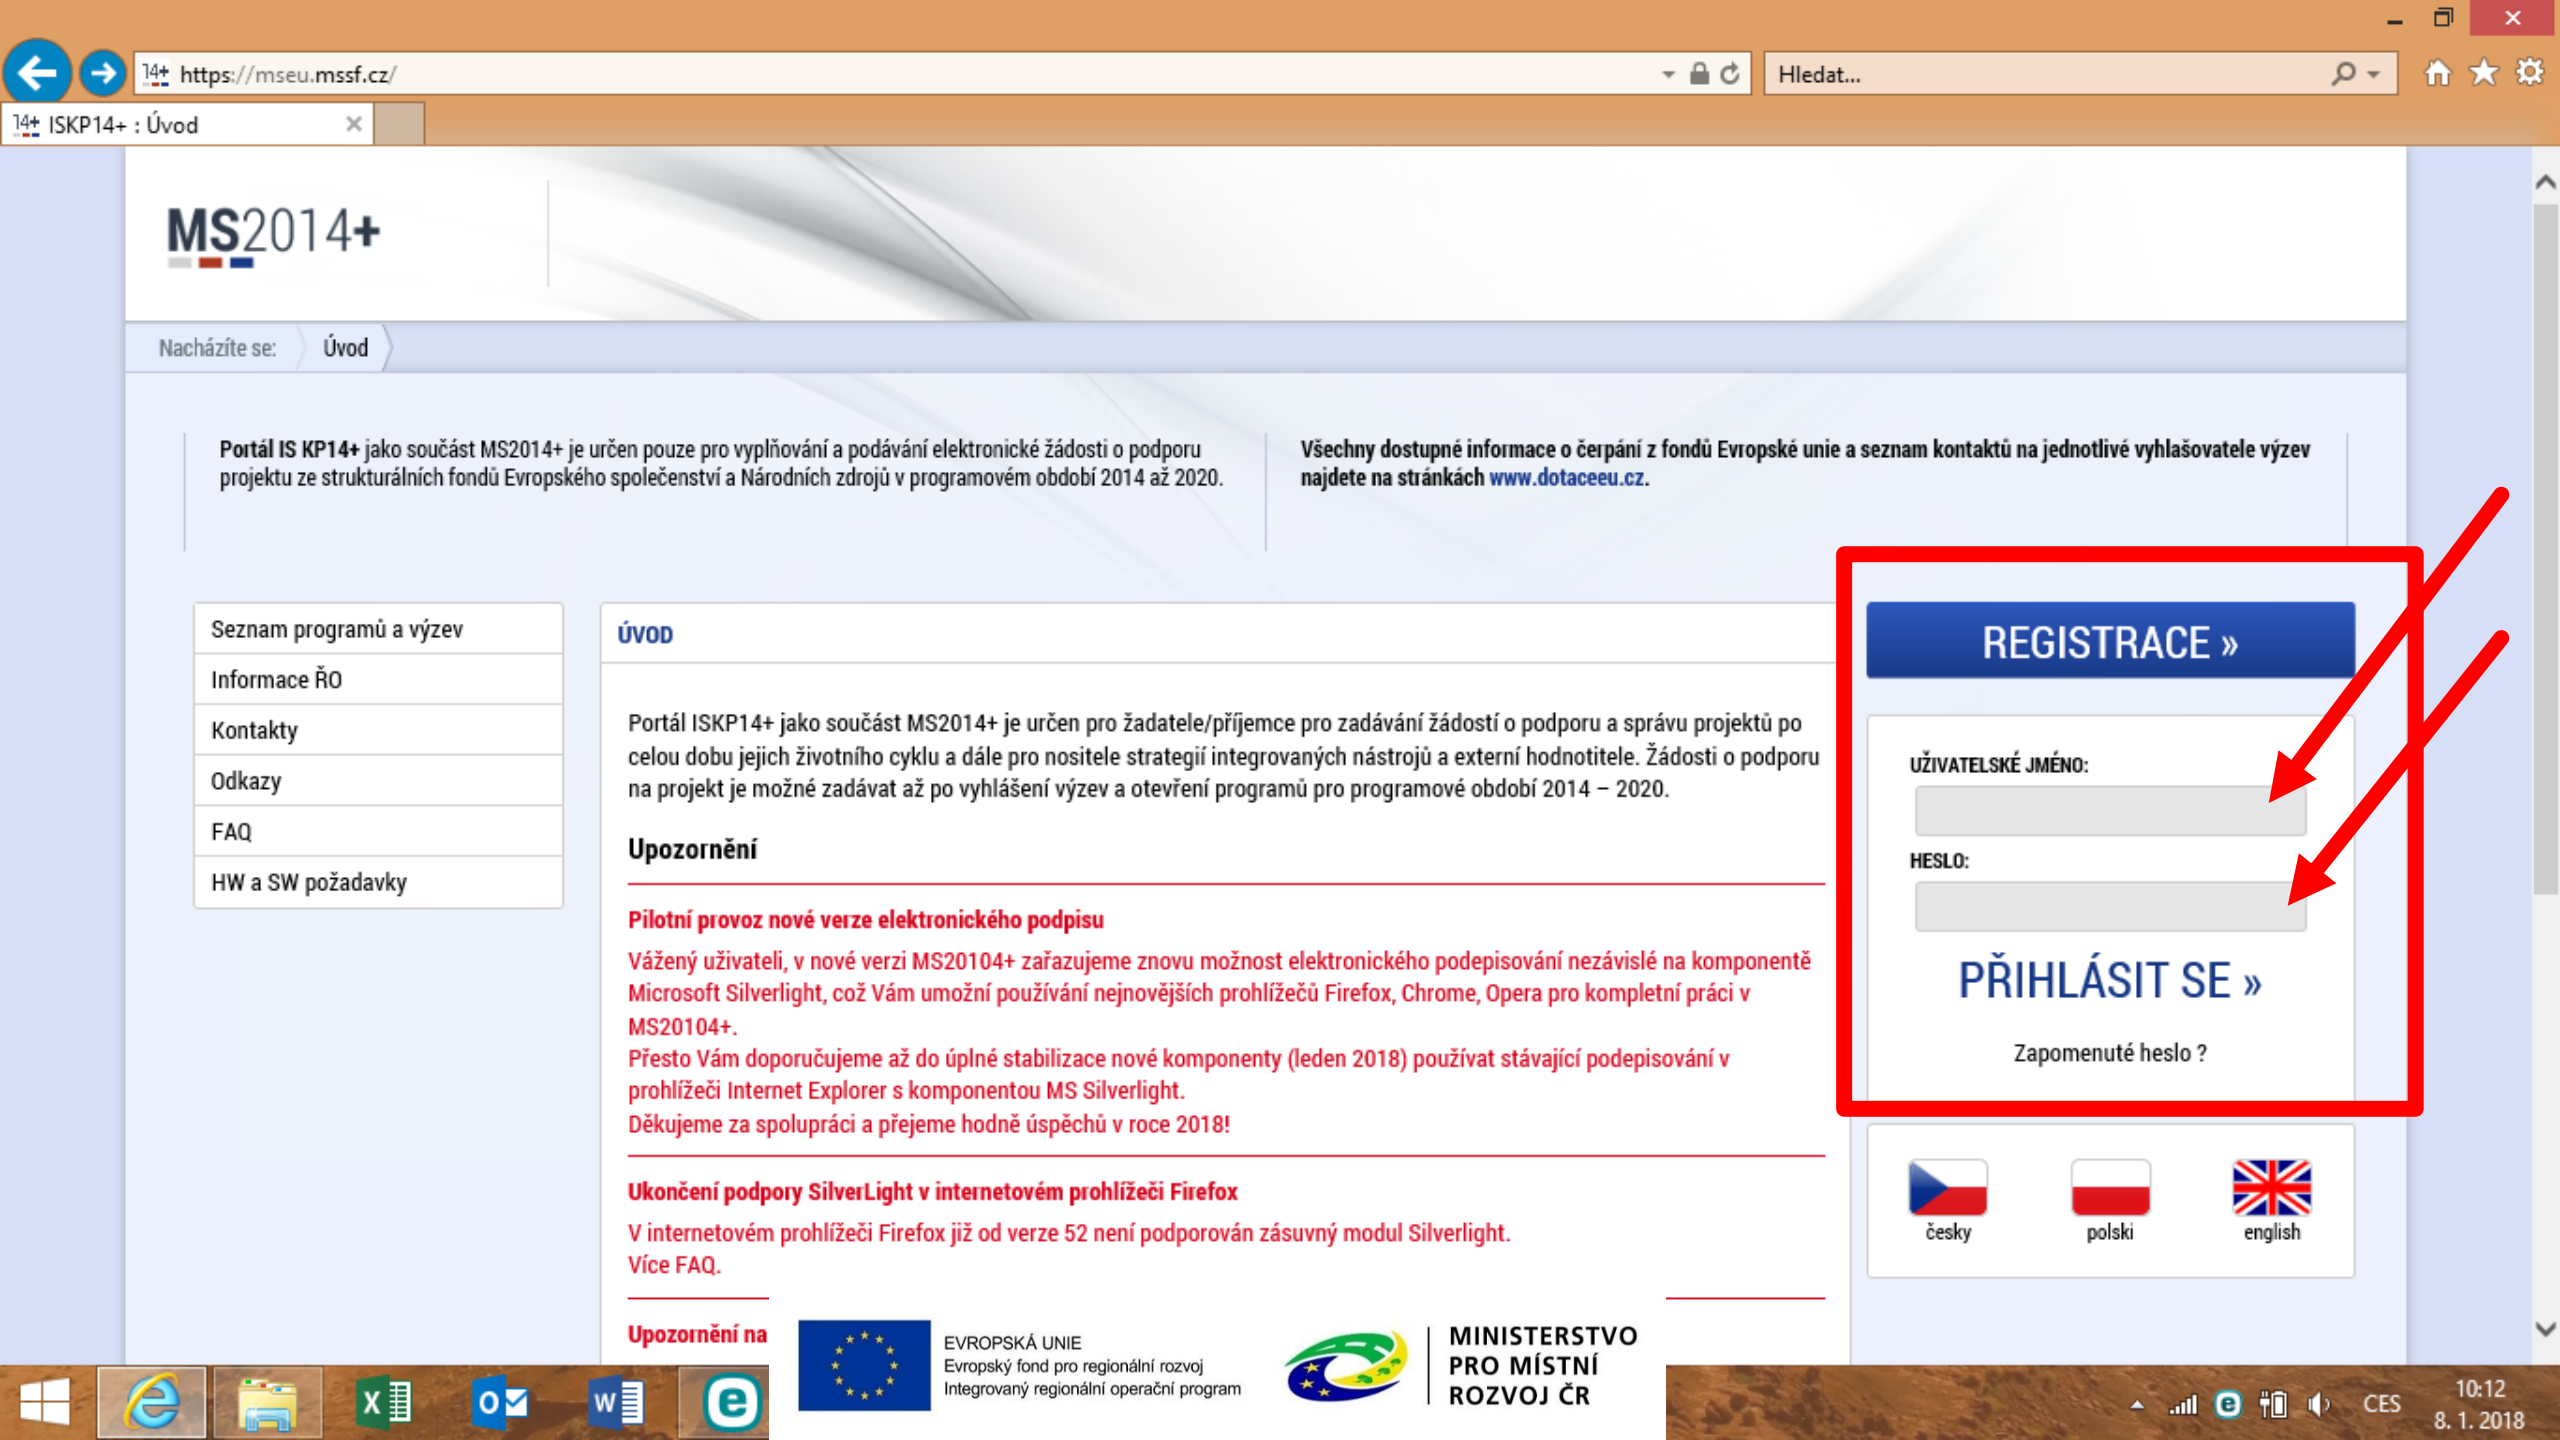 14+ https://mseu.mssf.cz/
Hledat...
14+ ISKP14+ : Úvod
MS2014+
Nacházíte se: Úvod
Portál IS KP14+ jako součást MS2014+ je určen pouze pro vyplňování a podávání elektronické žádosti o podporu
projektu ze strukturálních fondů Evropského společenství a Národních zdrojů v programovém období 2014 až 2020.
Všechny dostupné informace o čerpání z fondů Evropské unie a seznam kontaktů na jednotlivé vyhlašovatele výzev
najdete na stránkách www.dotaceeu.cz.
Seznam programů a výzev
Informace ŘO
Kontakty
Odkazy
FAQ
HW a SW požadavky
ÚVOD
Portál ISKP14+ jako součást MS2014+ je určen pro žadatele/příjemce pro zadávání žádostí o podporu a správu projektů po
celou dobu jejich životního cyklu a dále pro nositele strategií integrovaných nástrojů a externí hodnotitele. Žádosti o podporu
na projekt je možné zadávat až po vyhlášení výzev a otevření programů pro programové období 2014 – 2020.
Upozornění
Pilotní provoz nové verze elektronického podpisu
Vážený uživateli, v nové verzi MS20104+ zařazujeme znovu možnost elektronického podepisování nezávislé na komponentě
Microsoft Silverlight, což Vám umožní používání nejnovějších prohlížečů Firefox, Chrome, Opera pro kompletní práci v
MS20104+.
Přesto Vám doporučujeme až do úplné stabilizace nové komponenty (leden 2018) používat stávající podepisování v
prohlížeči Internet Explorer s komponentou MS Silverlight.
Děkujeme za spolupráci a přejeme hodně úspěchů v roce 2018!
Ukončení podpory SilverLight v internetovém prohlížeči Firefox
V internetovém prohlížeči Firefox již od verze 52 není podporován zásuvný modul Silverlight.
Více FAQ.
Upozornění na
REGISTRACE »
UŽIVATELSKÉ JMÉNO:
HESLO:
PŘIHLÁSIT SE »
Zapomenuté heslo ?
česky
polski
english
EVROPSKÁ UNIE
Evropský fond pro regionální rozvoj
Integrovaný regionální operační program
MINISTERSTVO
PRO MÍSTNÍ
ROZVOJ ČR
CES
10:12
8. 1. 2018